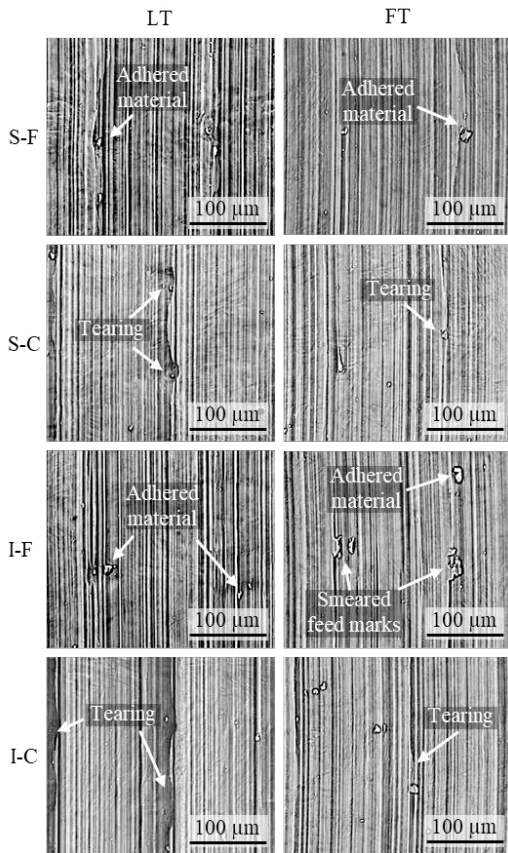 LT
FT
S-F
Adhered
material
100 µm
Adhered
material
100 µm
S-C
Tearing
100 µm
Tearing
100 µm
I-F
Adhered
material
100 µm
Adhered
material
Smeared
feed marks
100 µm
I-C
Tearing
100 µm
Tearing
100 µm